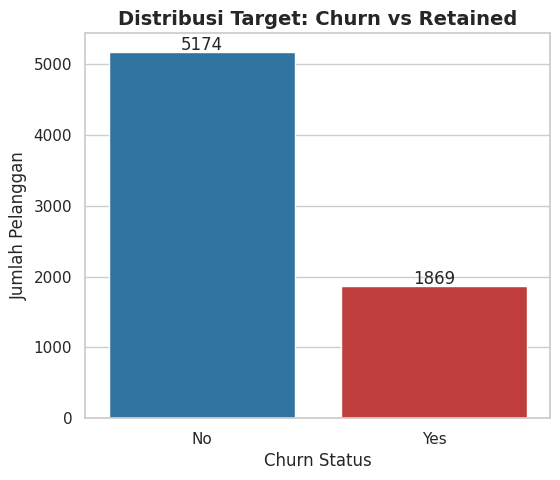 Distribusi Target: Churn vs Retained
5174
1869
5000
4000
3000
2000
1000
0
Jumlah Pelanggan
No
Yes
Churn Status